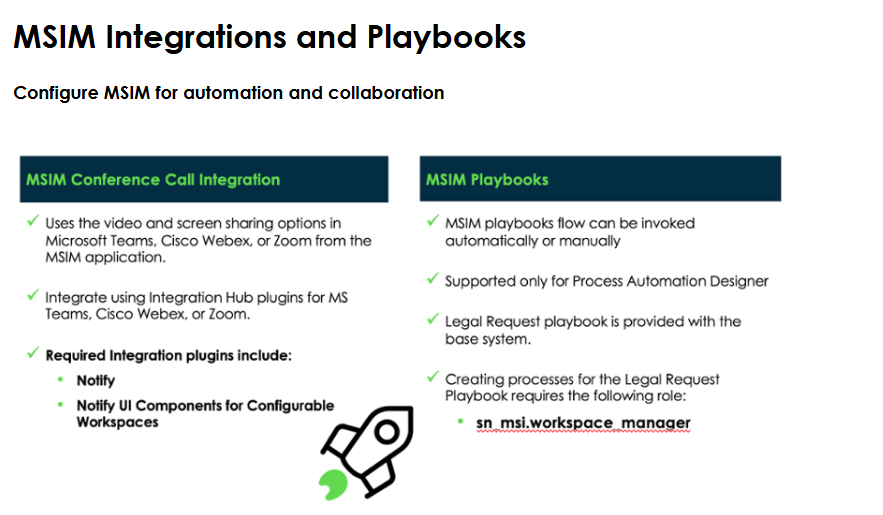 MSIM Integrations and Playbooks
Configure MSIM for automation and collaboration
MSIM Conference Call Integration
Uses the video and screen sharing options in
Microsoft Teams, Cisco Webex, or Zoom from the
MSIM application.
Integrate using Integration Hub plugins for MS
Teams, Cisco Webex, or Zoom.
Required Integration plugins include:
Notify
Notify UI Components for Configurable
Workspaces
MSIM Playbooks
MSIM playbooks flow can be invoked
automatically or manually
Supported only for Process Automation Designer
Legal Request playbook is provided with the
base system.
Creating processes for the Legal Request
Playbook requires the following role:
sn_msi.workspace_manager